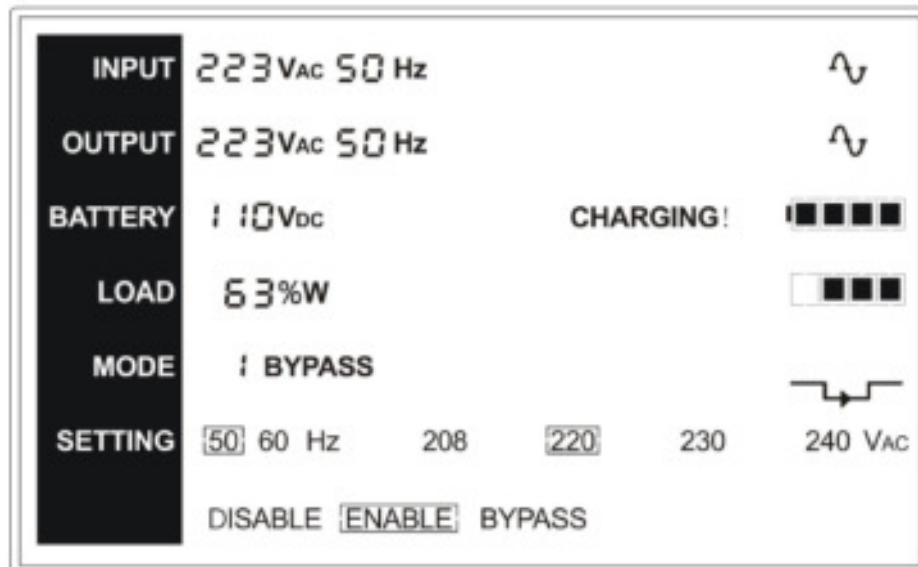 INPUT 223 VAC 50 Hz
OUTPUT 223 VAC 50 Hz
BATTERY 110 VDC CHARGING!
LOAD 63 %W
MODE 1 BYPASS
SETTING 50 60 Hz 208 220 230 240 VAC
DISABLE ENABLE BYPASS